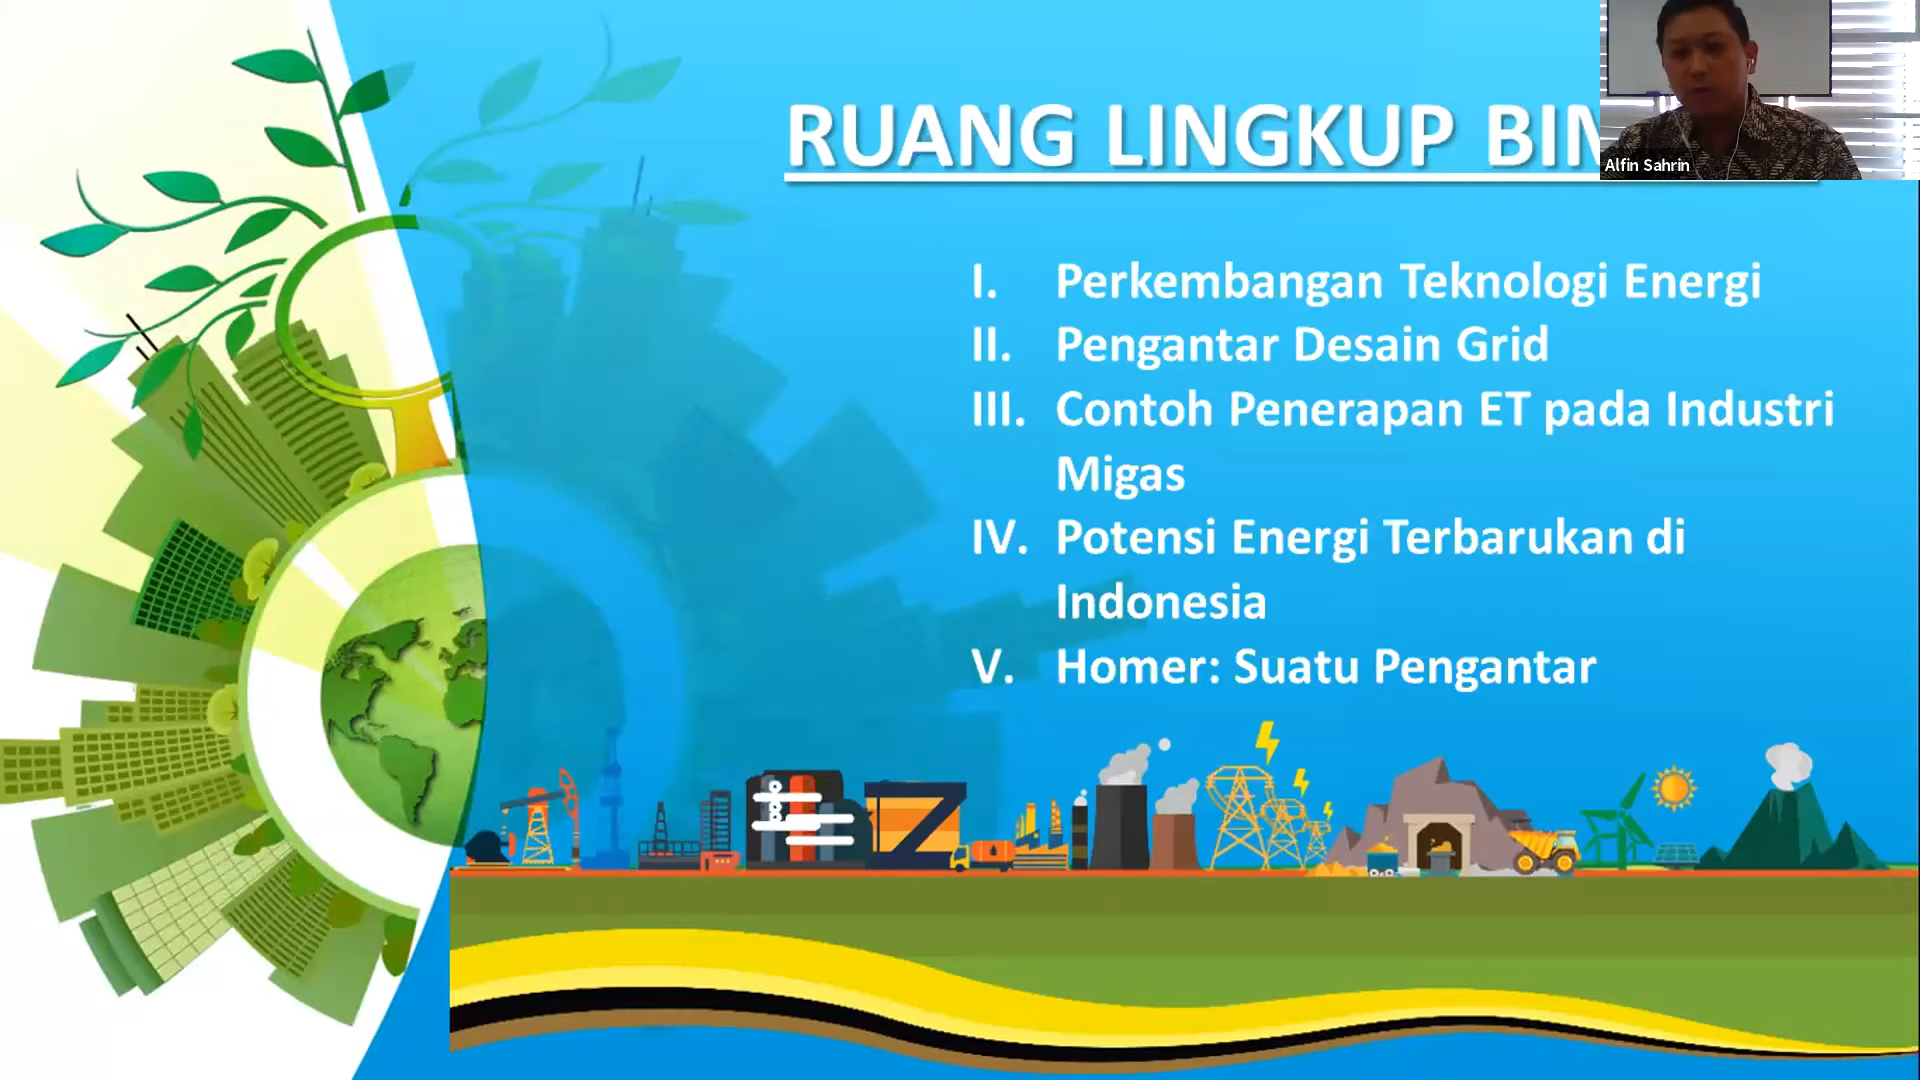 RUANG LINGKUP
Alfin Sahrin
I. Perkembangan Teknologi Energi
II. Pengantar Desain Grid
III. Contoh Penerapan ET pada Industri
Migas
IV. Potensi Energi Terbarukan di
Indonesia
V. Homer: Suatu Pengantar